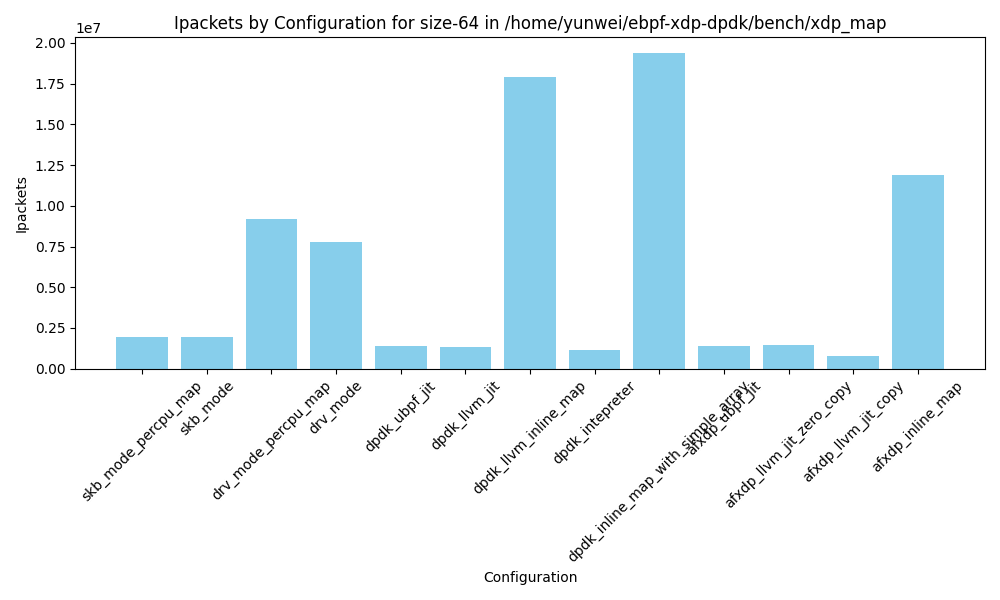 Ipackets by Configuration for size-64 in /home/yunwei/ebpf-xdp-dpdk/bench/xdp_map
1e7
2.00
1.75
1.50
1.25
1.00
0.75
0.50
0.25
0.00
Ipackets
skb_mode_percpu_map
skb_mode
drv_mode_percpu_map
drv_mode
dpdk_ubpf_jit
dpdk_llvm_jit
dpdk_llvm_inline_map
dpdk_intepreter
dpdk_inline_map_with_simple_array
afxdp_ubpf_jit
afxdp_llvm_jit_zero_copy
afxdp_llvm_jit_copy
afxdp_inline_map
Configuration